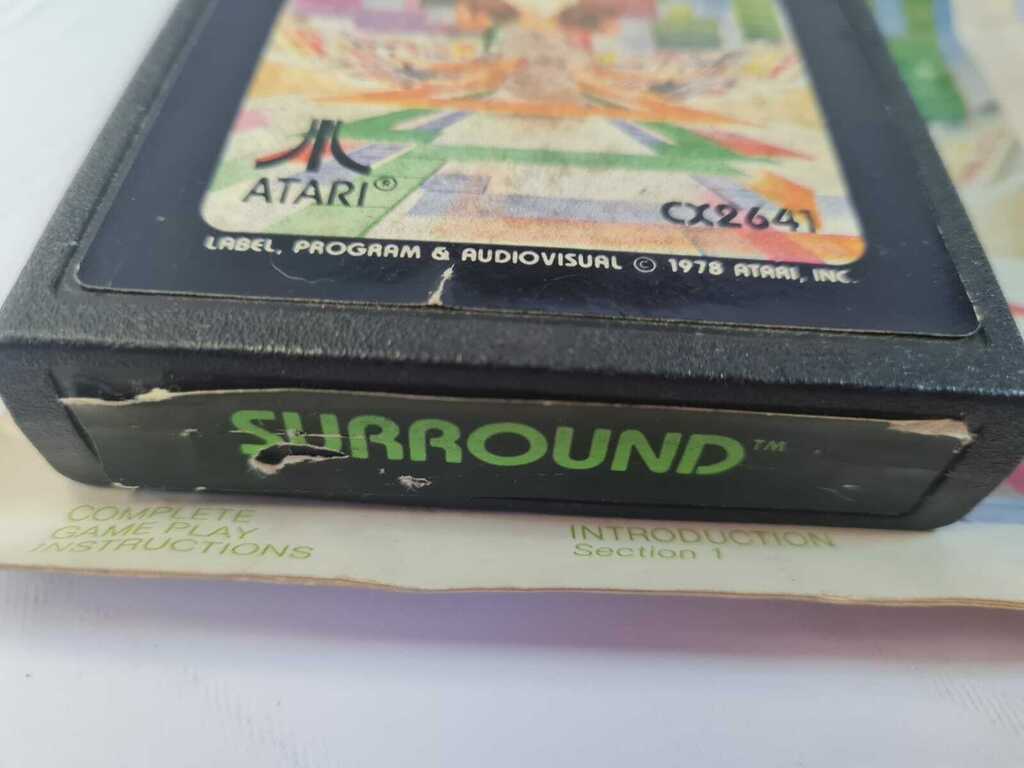 ATARI®
CX2641
LABEL, PROGRAM & AUDIOVISUAL © 1978 ATARI, INC.
SURROUND™
COMPLETE
GAME PLAY
INSTRUCTIONS
INTRODUCTION
Section 1